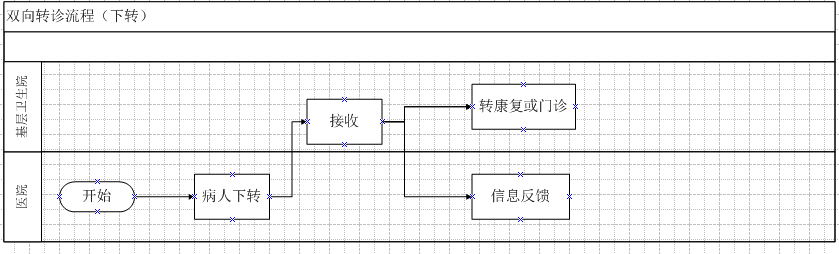 双向转诊流程（下转）
基层卫生院
接收
转康复或门诊
医院
开始
病人下转
信息反馈